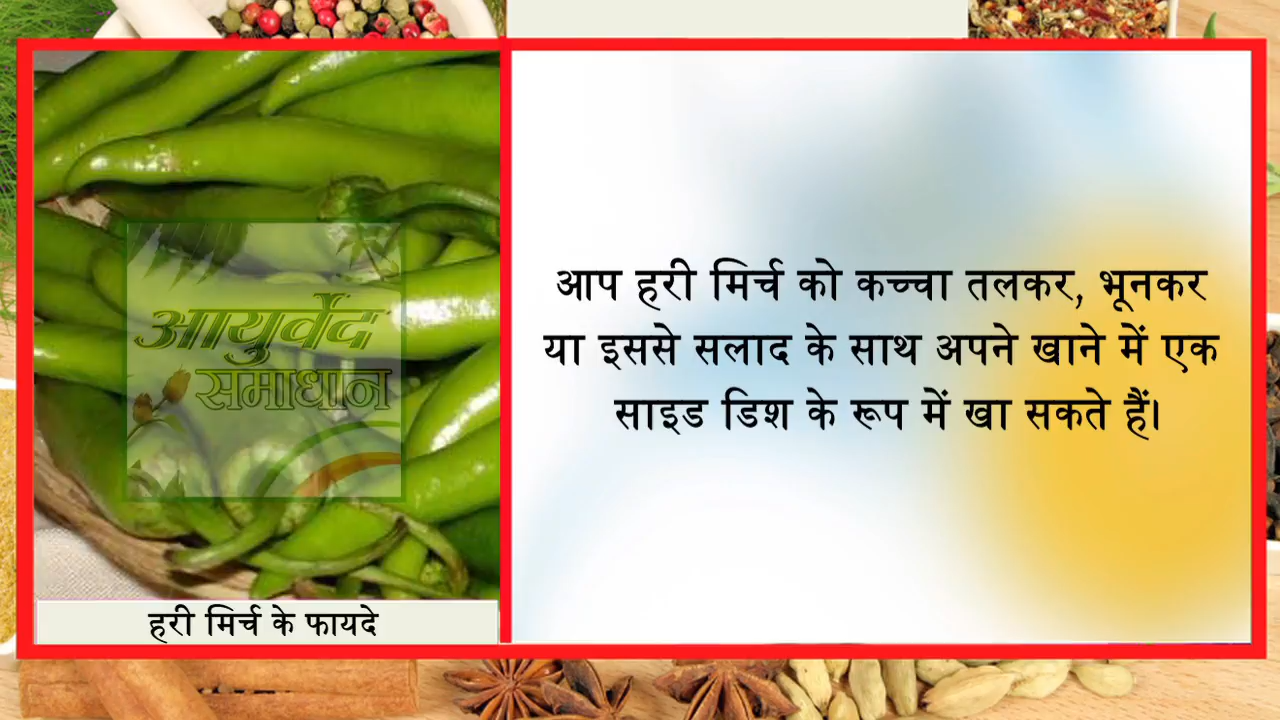 आयुर्वेद
समाधान
हरी मिर्च के फायदे
आप हरी मिर्च को कच्चा तलकर, भूनकर
या इससे सलाद के साथ अपने खाने में एक
साइड डिश के रूप में खा सकते हैं।